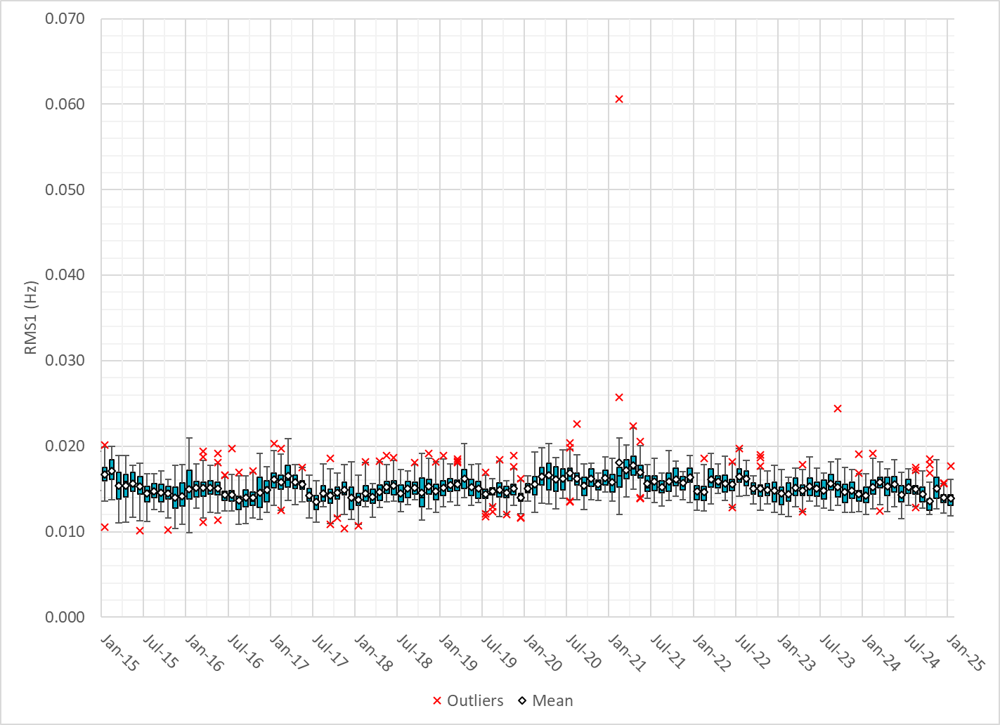 0.070
0.060
0.050
0.040
0.030
0.020
0.010
0.000
RMS1 (Hz)
Jan-15
Jul-15
Jan-16
Jul-16
Jan-17
Jul-17
Jan-18
Jul-18
Jan-19
Jul-19
Jan-20
Jul-20
Jan-21
Jul-21
Jan-22
Jul-22
Jan-23
Jul-23
Jan-24
Jul-24
Jan-25
Outliers Mean